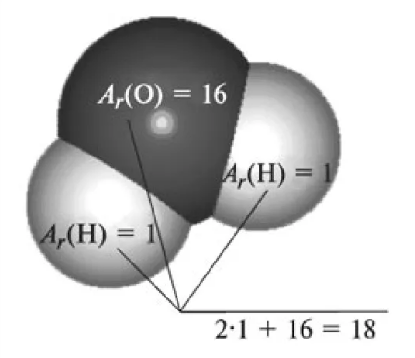 Aᵣ(O) = 16
Aᵣ(H) = 1
Aᵣ(H) = 1
2·1 + 16 = 18